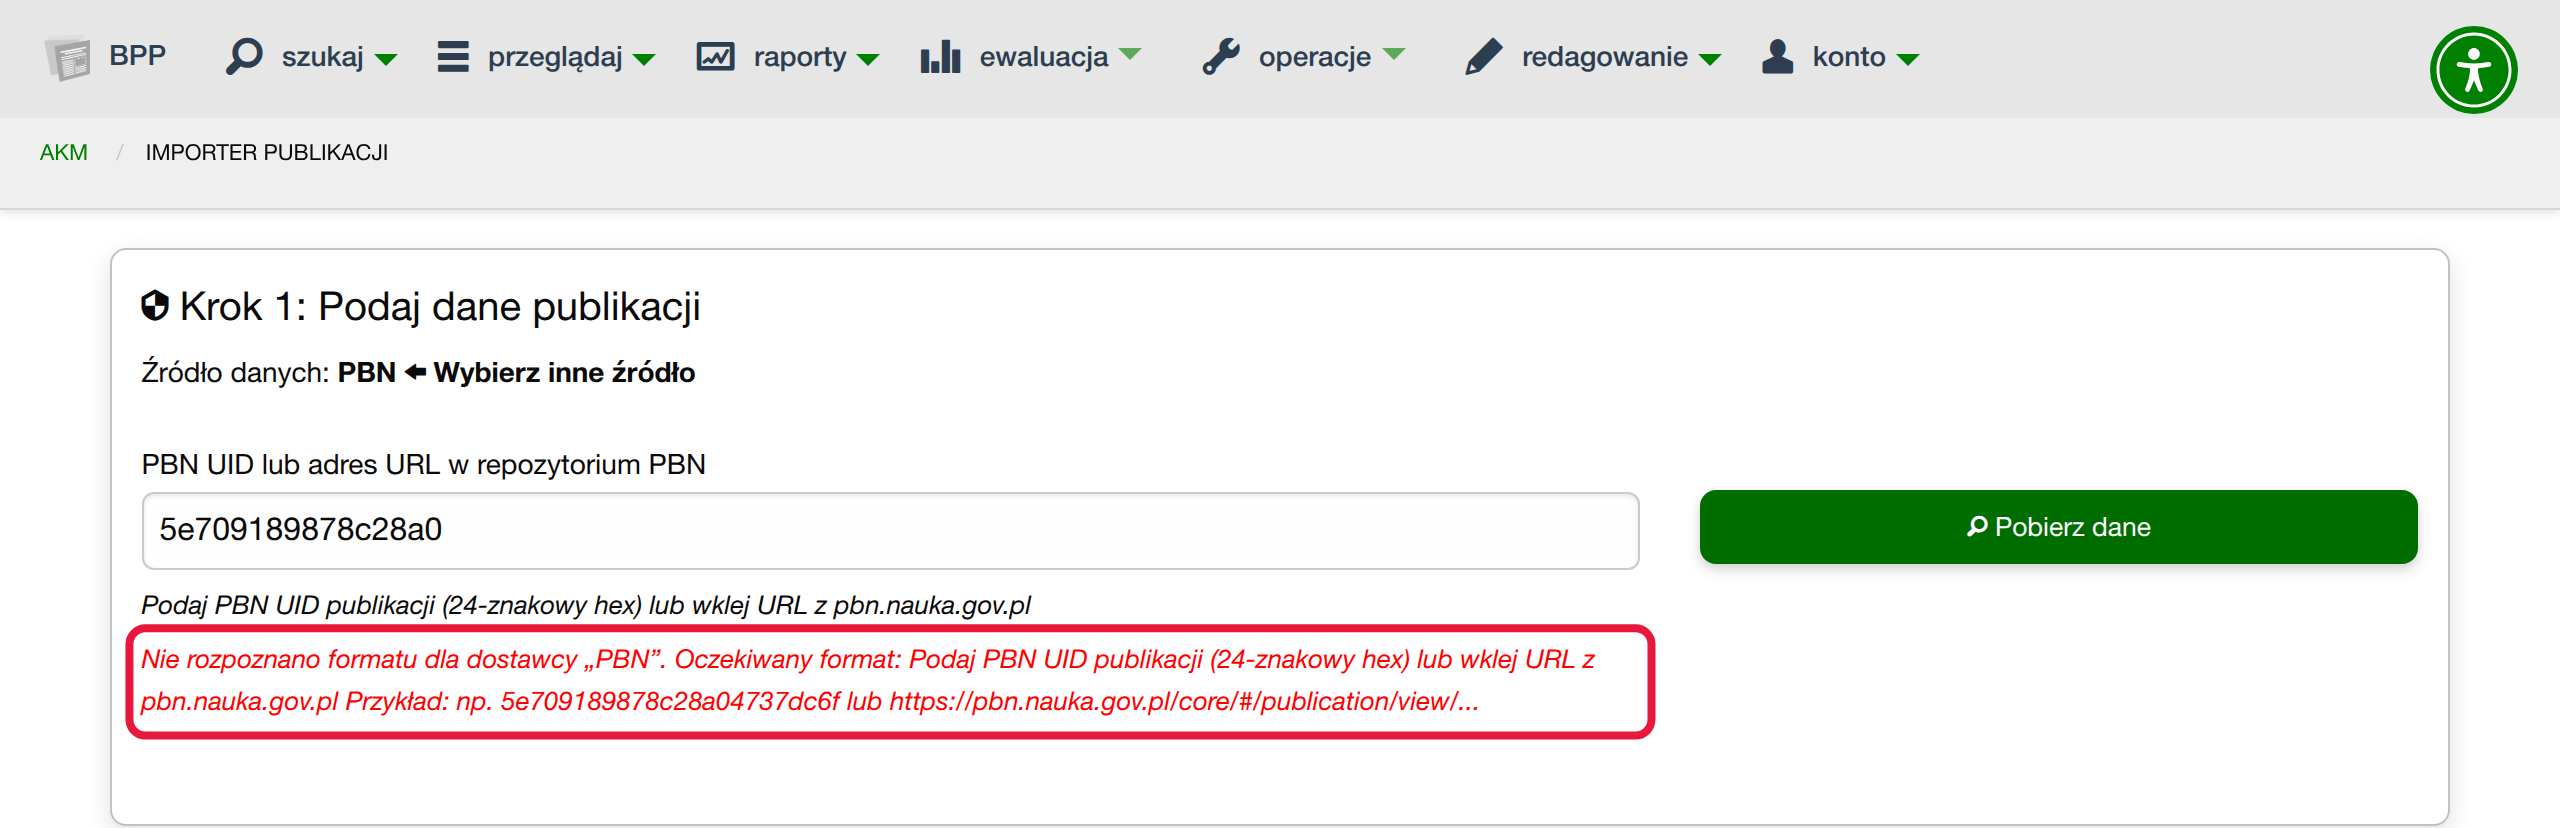 BPP szukaj przeglądaj raporty ewaluacja operacje redagowanie konto
AKM / IMPORTER PUBLIKACJI
Krok 1: Podaj dane publikacji
Źródło danych: PBN Wybierz inne źródło
PBN UID lub adres URL w repozytorium PBN
5e709189878c28a0
Pobierz dane
Podaj PBN UID publikacji (24-znakowy hex) lub wklej URL z pbn.nauka.gov.pl
Nie rozpoznano formatu dla dostawcy „PBN”. Oczekiwany format: Podaj PBN UID publikacji (24-znakowy hex) lub wklej URL z
pbn.nauka.gov.pl Przykład: np. 5e709189878c28a04737dc6f lub https://pbn.nauka.gov.pl/core/#/publication/view/...